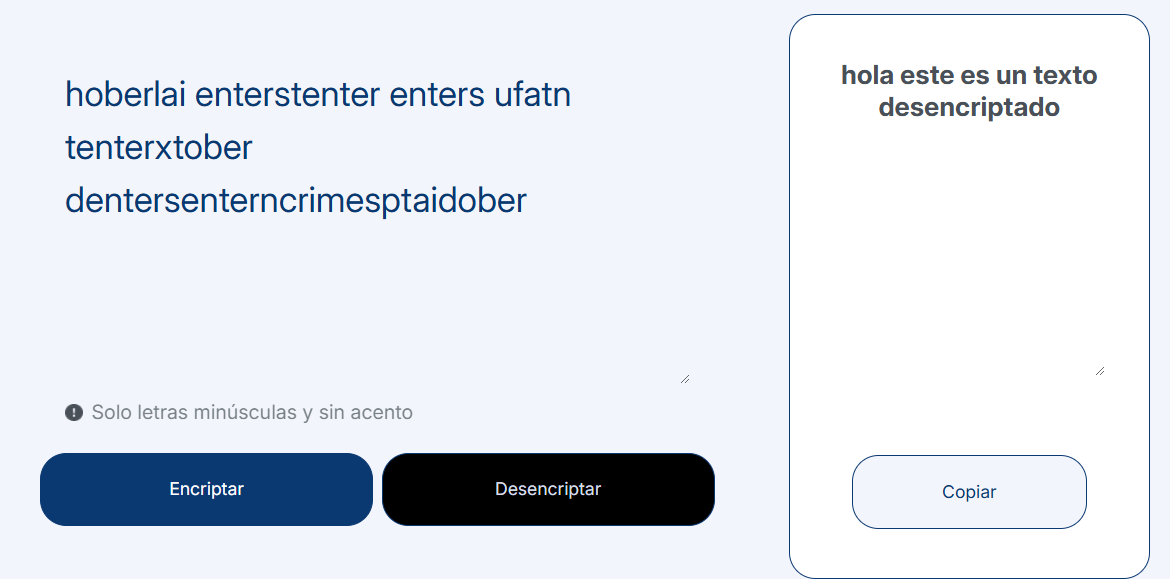 hoberlai enterstenter enters ufatn
tenterxtober
dentersenterncrimesptaidober
Solo letras minúsculas y sin acento
Encriptar
Desencriptar
hola este es un texto
desencriptado
Copiar